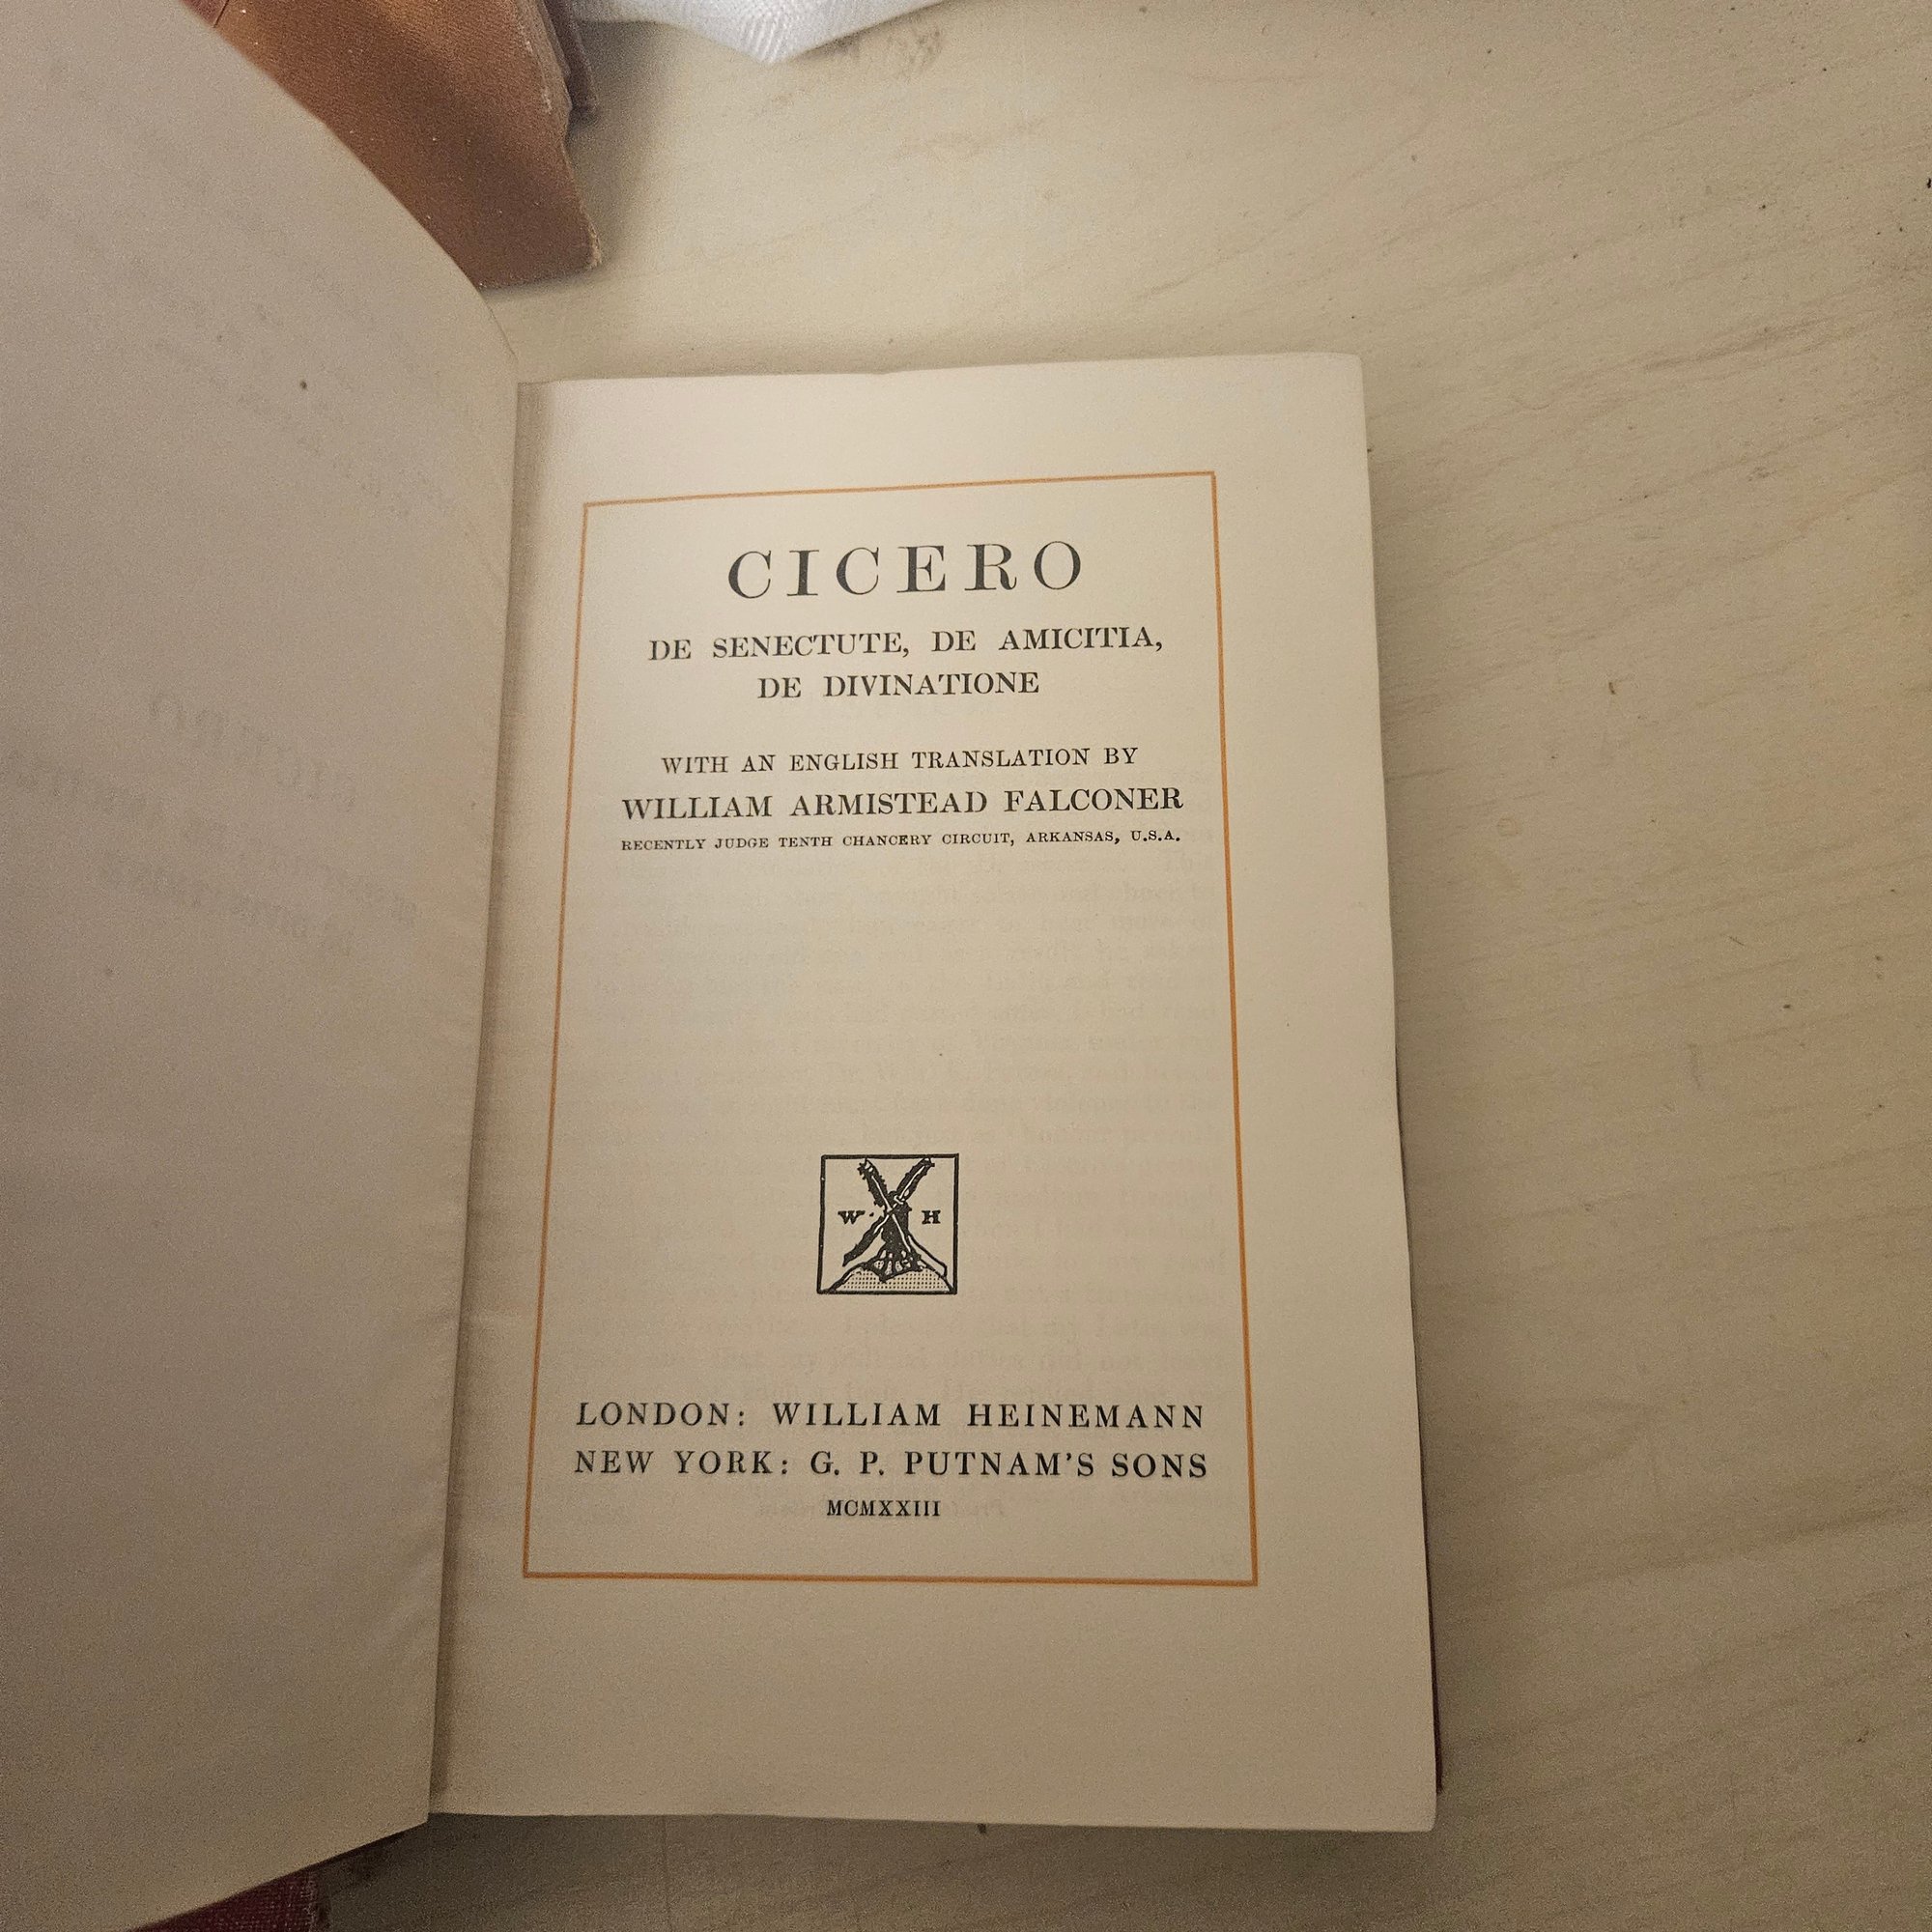 CICERO
DE SENECTUTE, DE AMICITIA,
DE DIVINATIONE
WITH AN ENGLISH TRANSLATION BY
WILLIAM ARMISTEAD FALCONER
RECENTLY JUDGE TENTH CHANCERY CIRCUIT, ARKANSAS, U.S.A.
W H
LONDON: WILLIAM HEINEMANN
NEW YORK: G. P. PUTNAM'S SONS
MCMXXIII